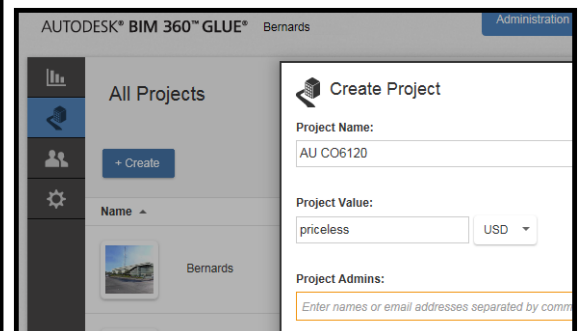 AUTODESK® BIM 360™ GLUE® Bernards
Administration
All Projects
+ Create
Name
Bernards
Create Project
Project Name:
AU CO6120
Project Value:
priceless
USD
Project Admins:
Enter names or email addresses separated by comm